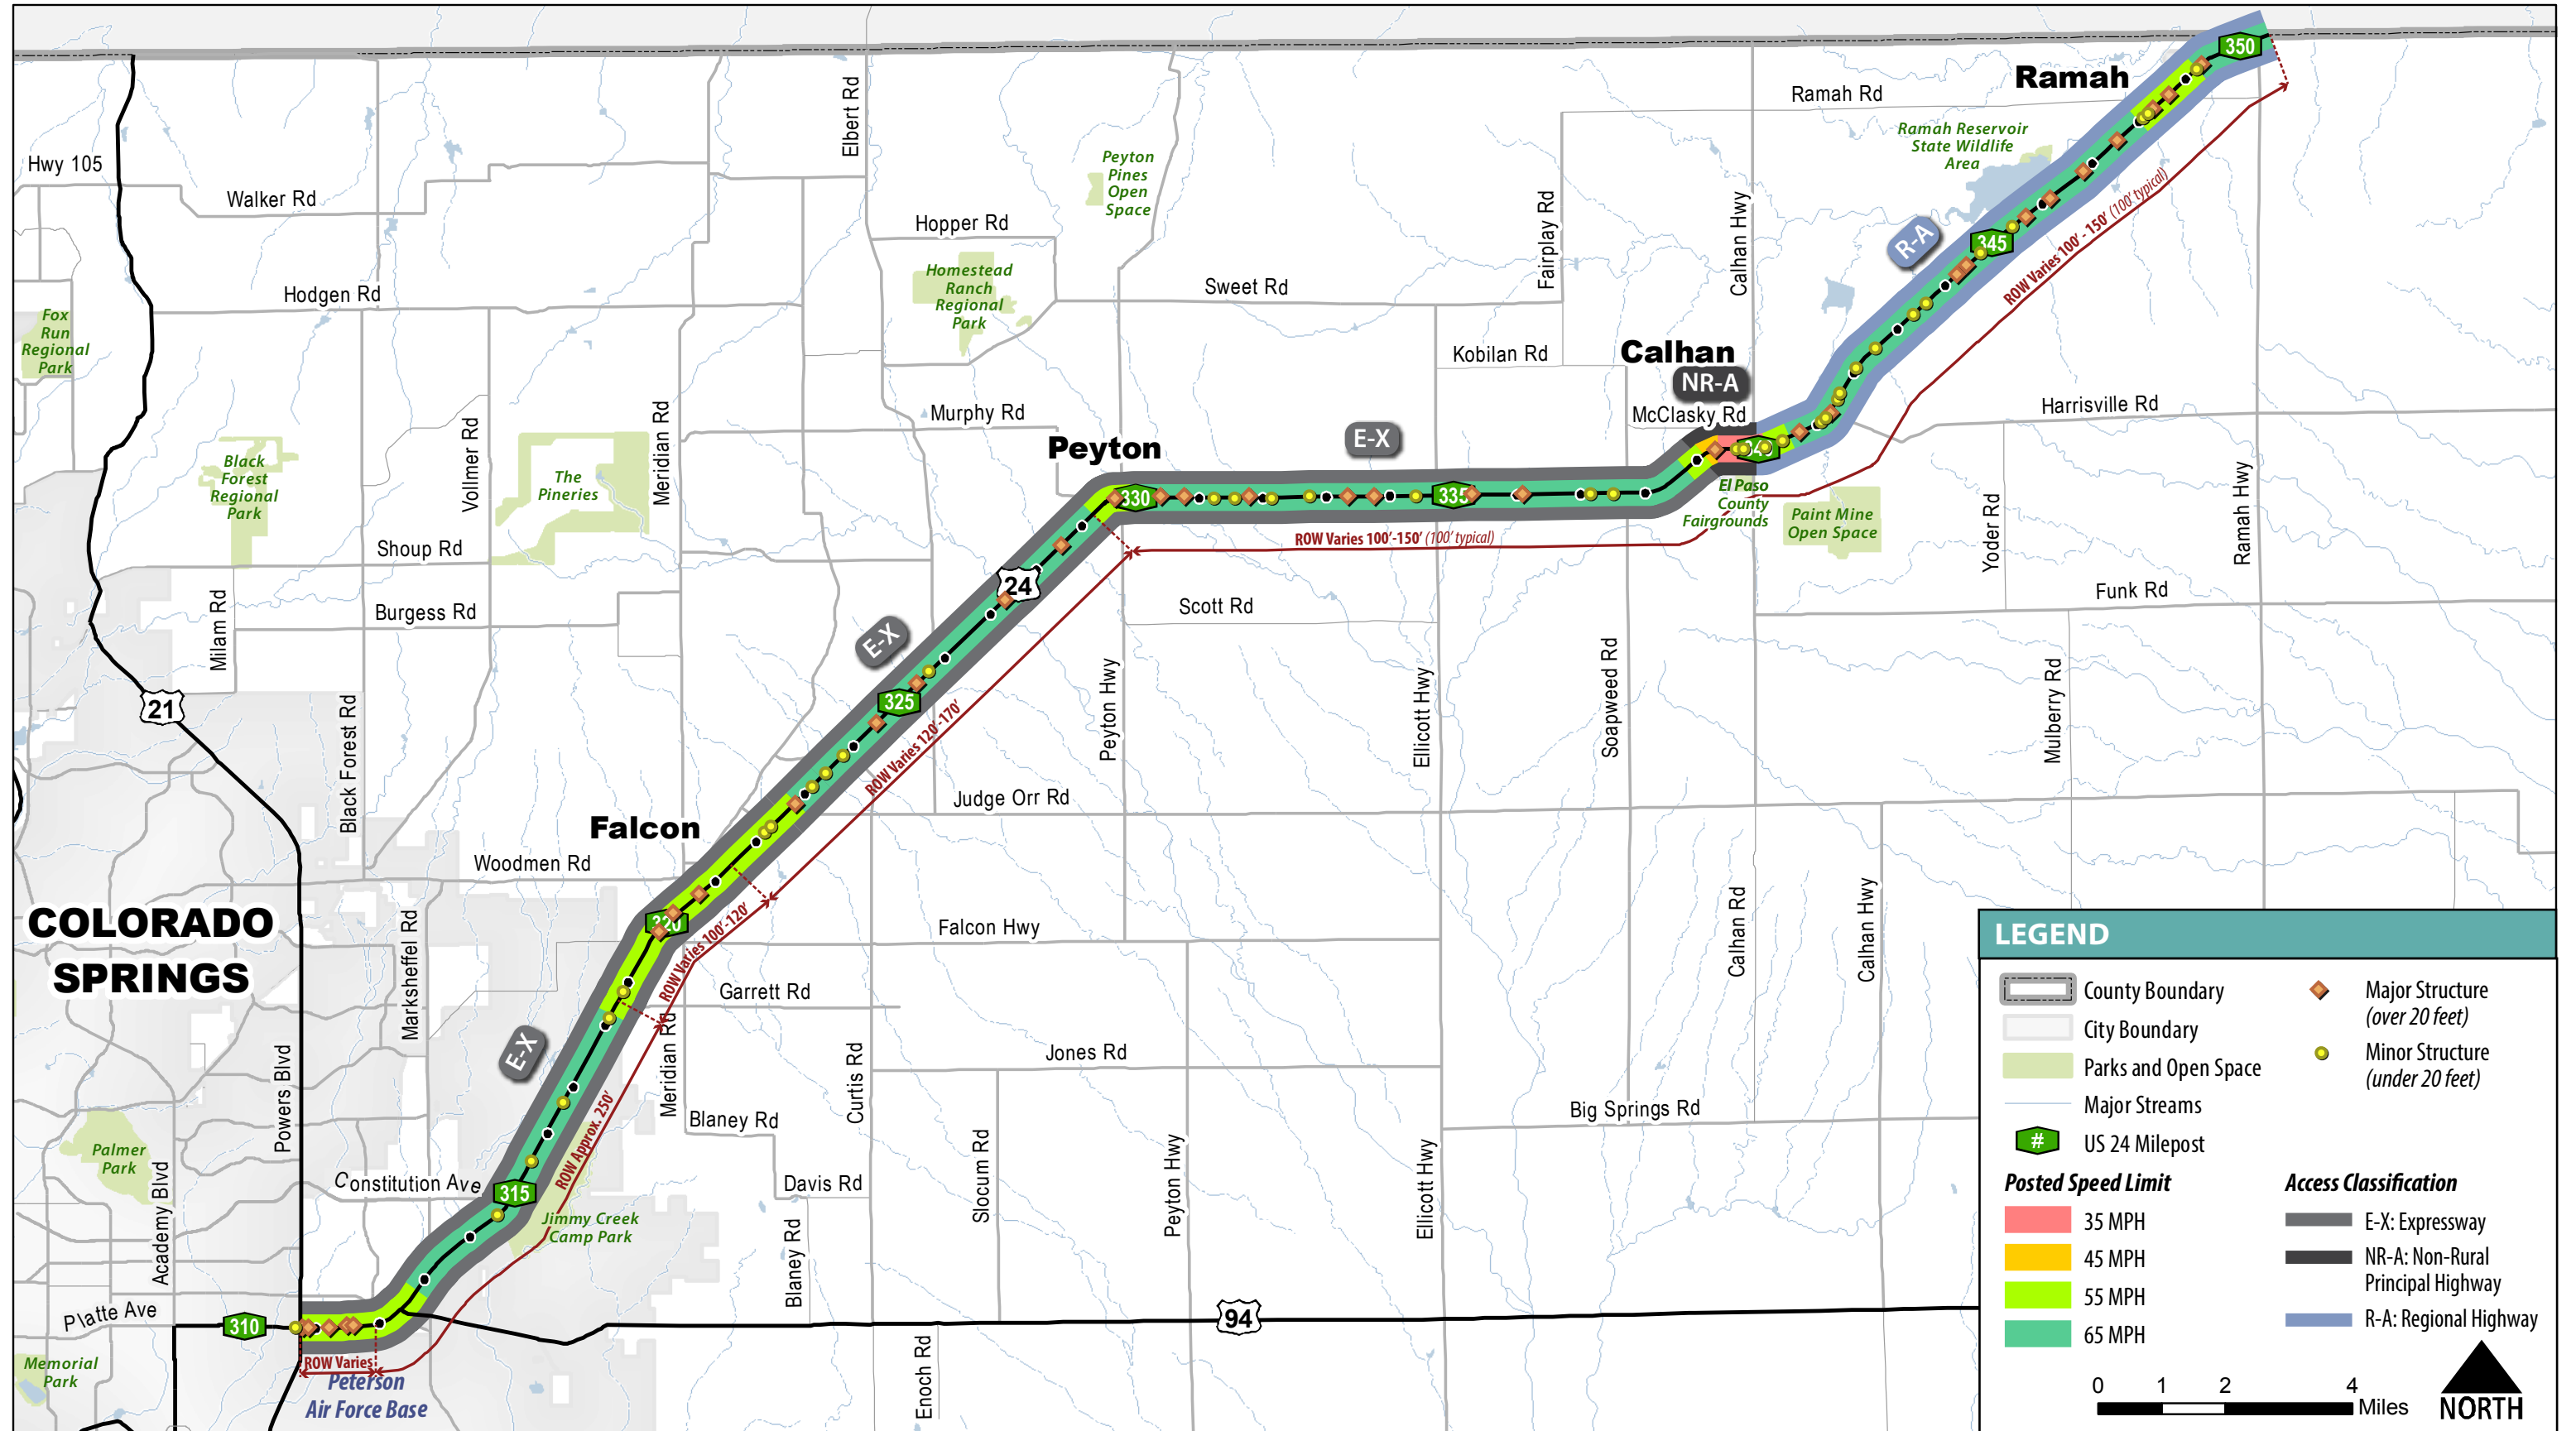 350
Ramah
Ramah Rd
Elbert Rd
Hwy 105
Walker Rd
Ramah Reservoir
State Wildlife
Area
Peyton
Pines
Open
Space
ROW Varies 100'-150' (100' typical)
Hopper Rd
Fairplay Rd
Calhan Hwy
R-A
345
Homestead
Ranch
Regional
Park
Sweet Rd
Hodgen Rd
Fox
Run
Regional
Park
Kobilan Rd
Calhan
NR-A
McClasky Rd
Harrisville Rd
Murphy Rd
Meridian Rd
Vollmer Rd
Peyton
E-X
Black
Forest
Regional
Park
The
Pineries
330
335
El Paso
County
Fairgrounds
Paint Mine
Open Space
Yoder Rd
Ramah Hwy
ROW Varies 100'-150' (100' typical)
Shoup Rd
24
Funk Rd
Burgess Rd
Milam Rd
Scott Rd
E-X
Soapweed Rd
Mulberry Rd
Peyton Hwy
Ellicott Hwy
21
325
ROW Varies 120'-170'
Black Forest Rd
Judge Orr Rd
Falcon
Woodmen Rd
COLORADO
SPRINGS
320
Falcon Hwy
Calhan Rd
Calhan Hwy
Marksheffel Rd
ROW Varies 100'-120'
Garrett Rd
E-X
Powers Blvd
Meridian Rd
Curtis Rd
Jones Rd
Blaney Rd
Big Springs Rd
ROW Approx. 250'
Palmer
Park
Academy Blvd
Constitution Ave
315
Davis Rd
Slocum Rd
Peyton Hwy
Ellicott Hwy
Jimmy Creek
Camp Park
Blaney Rd
Platte Ave
310
94
Memorial
Park
ROW Varies
Peterson
Air Force Base
Enoch Rd
LEGEND
County Boundary
City Boundary
Parks and Open Space
Major Streams
# US 24 Milepost
Major Structure
(over 20 feet)
Minor Structure
(under 20 feet)
Posted Speed Limit
35 MPH
45 MPH
55 MPH
65 MPH
Access Classification
E-X: Expressway
NR-A: Non-Rural
Principal Highway
R-A: Regional Highway
0 1 2 4
Miles
NORTH